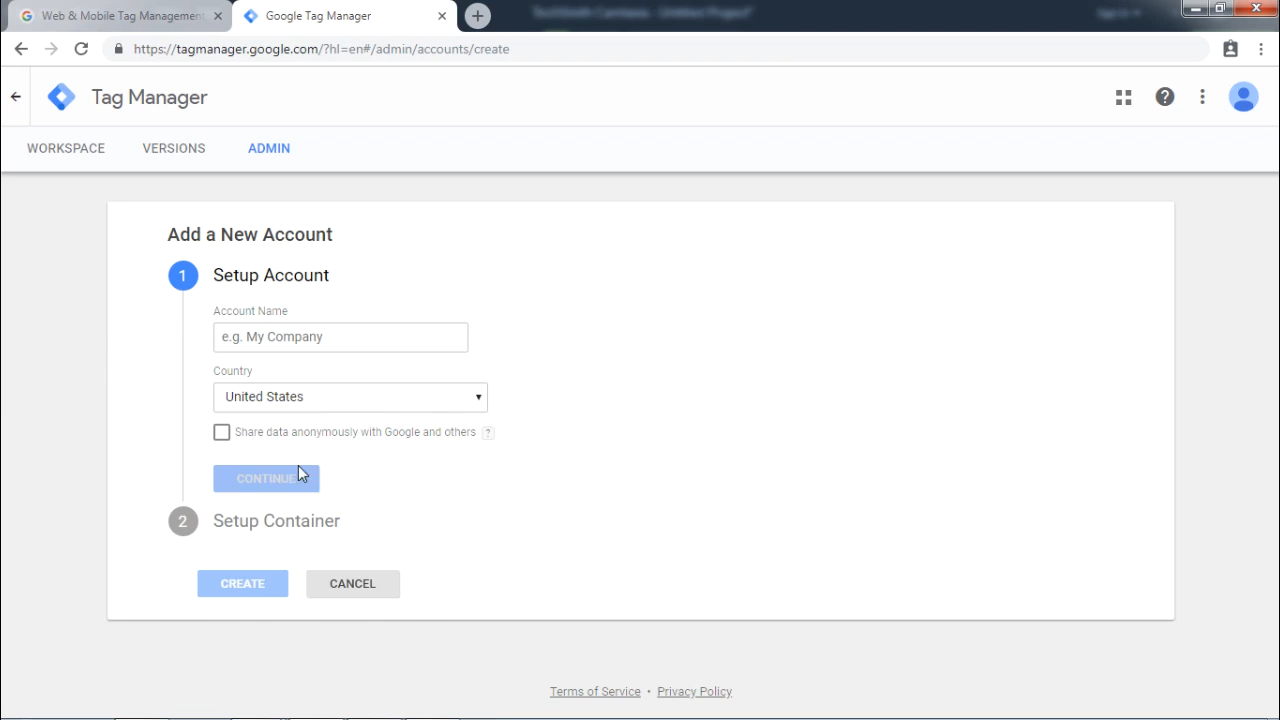 Web & Mobile Tag Management
Google Tag Manager
https://tagmanager.google.com/?hl=en#/admin/accounts/create
Tag Manager
WORKSPACE VERSIONS ADMIN
Add a New Account
1 Setup Account
Account Name
e.g. My Company
Country
United States
Share data anonymously with Google and others ?
CONTINUE
2 Setup Container
CREATE CANCEL
Terms of Service • Privacy Policy